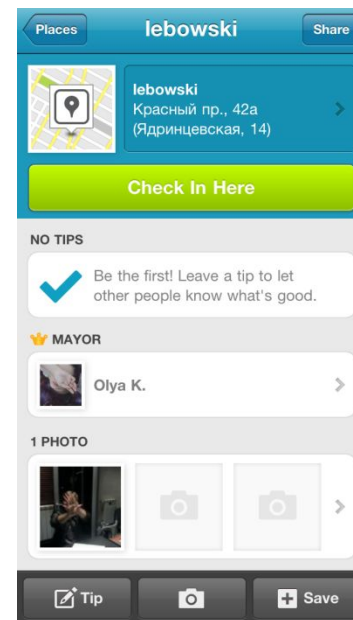 Places
lebowski
Share
lebowski
Красный пр., 42а
(Ядринцевская, 14)
Check In Here
NO TIPS
Be the first! Leave a tip to let
other people know what's good.
MAYOR
Olya K.
1 PHOTO
Tip
Save